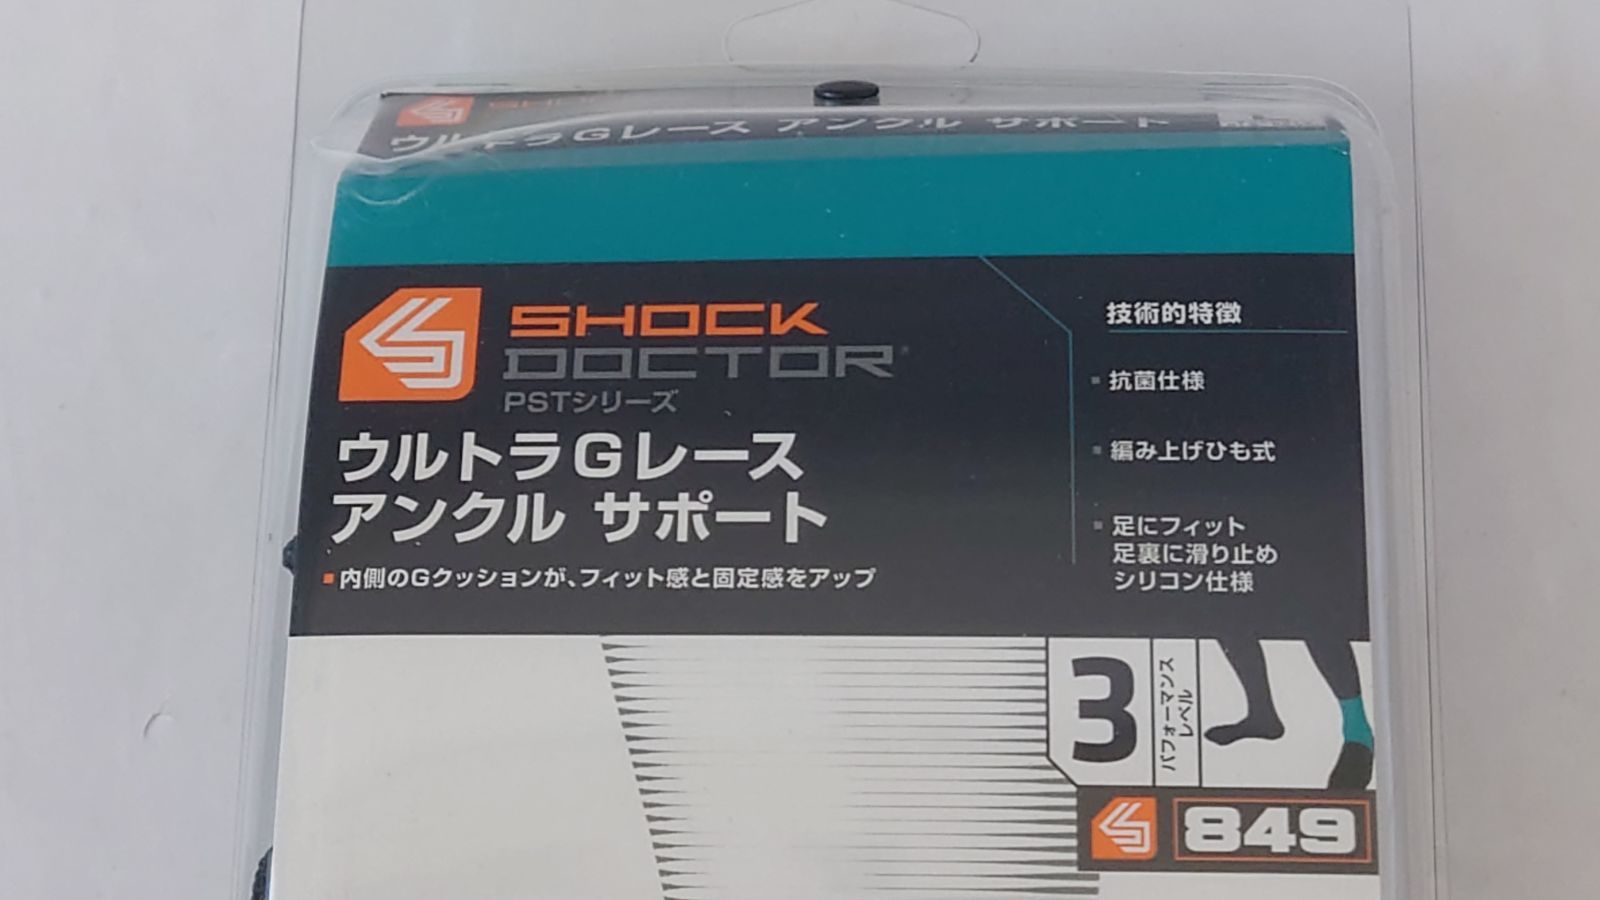 ウルトラGレース アンクル サポート
SHOCK
DOCTOR
PSTシリーズ
ウルトラGレース
アンクル サポート
内側のGクッションが、フィット感と固定感をアップ
技術的特徴
抗菌仕様
編み上げひも式
足にフィット
足裏に滑り止め
シリコン仕様
3
パフォーマンス
レベル
849